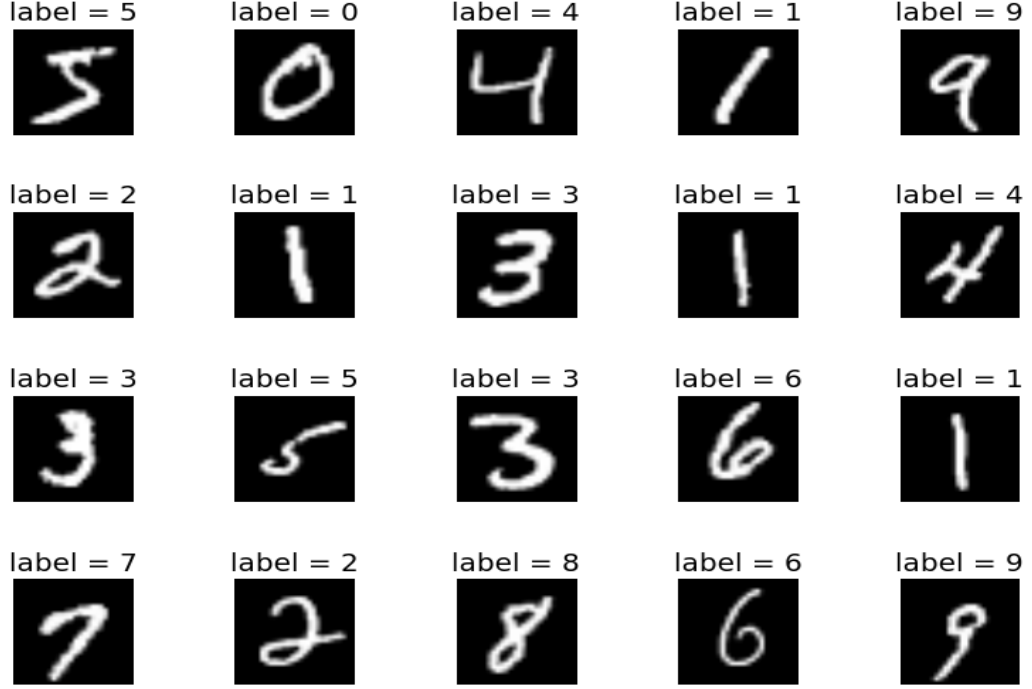 label = 5 label = 0 label = 4 label = 1 label = 9
5 0 4 1 9
label = 2 label = 1 label = 3 label = 1 label = 4
2 1 3 1 4
label = 3 label = 5 label = 3 label = 6 label = 1
3 5 3 6 1
label = 7 label = 2 label = 8 label = 6 label = 9
7 2 8 6 9